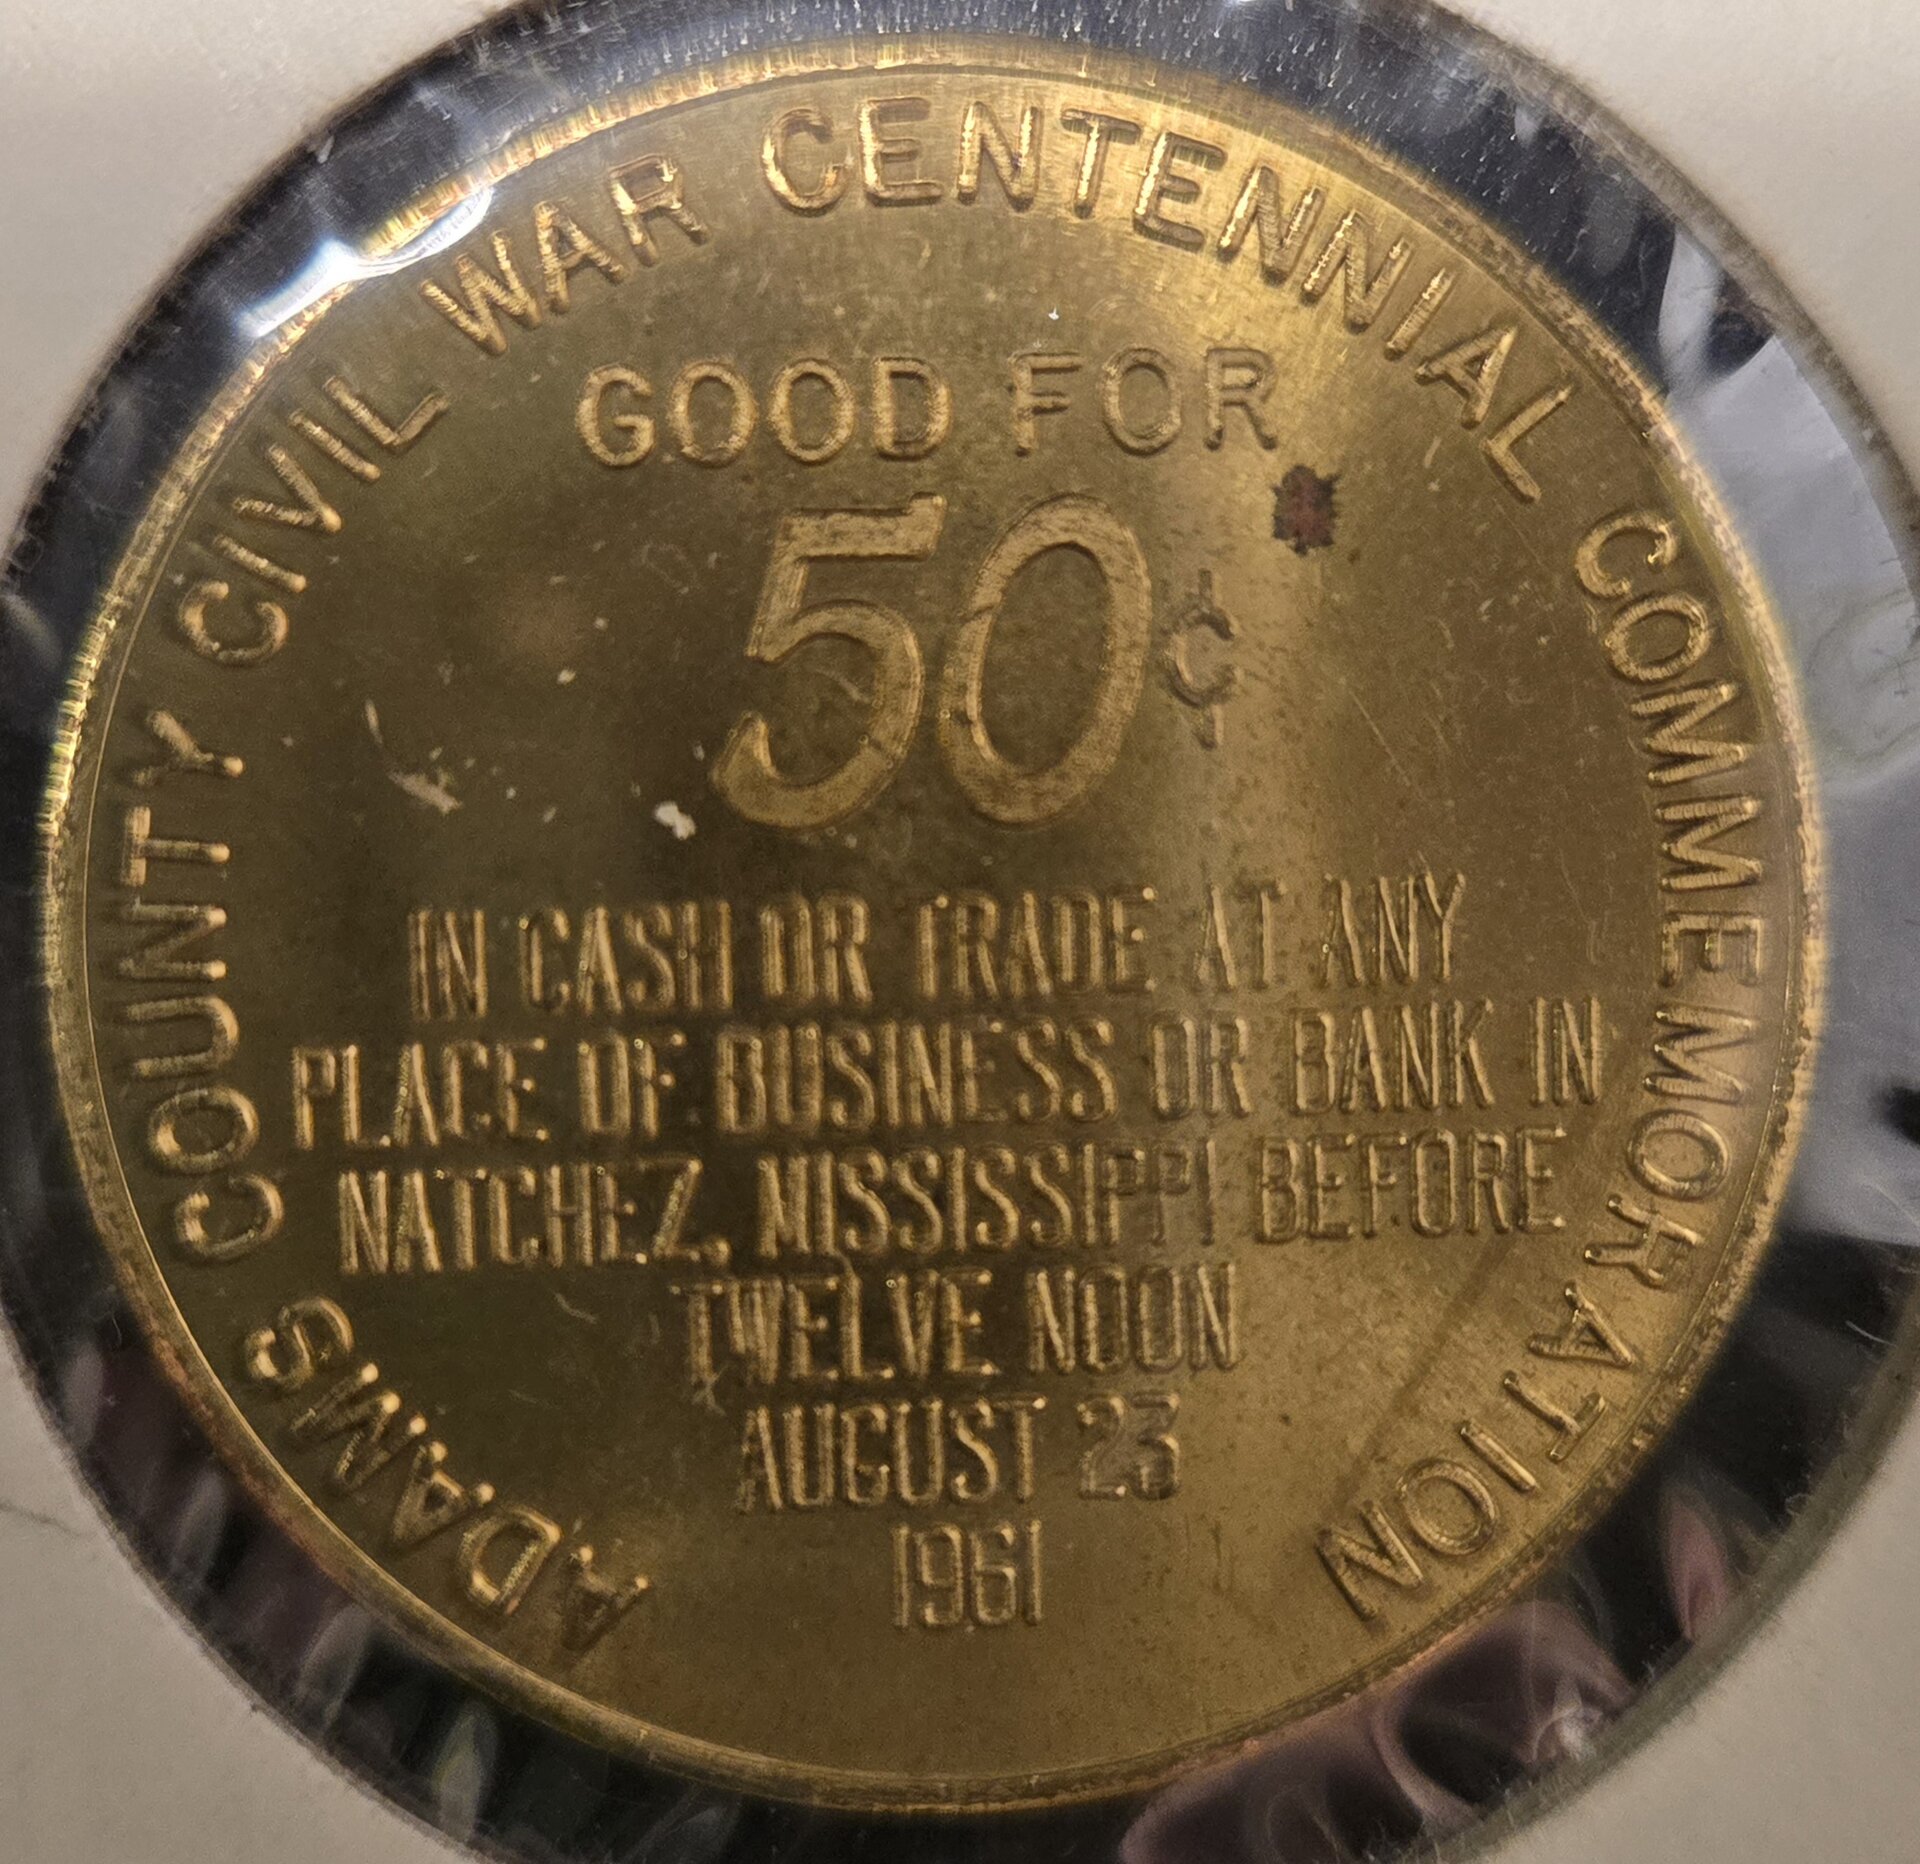 ADAMS COUNTY CIVIL WAR CENTENNIAL COMMEMORATION
GOOD FOR
50¢
IN CASH OR TRADE AT ANY
PLACE OF BUSINESS OR BANK IN
NATCHEZ, MISSISSIPPI BEFORE
TWELVE NOON
AUGUST 23
1961